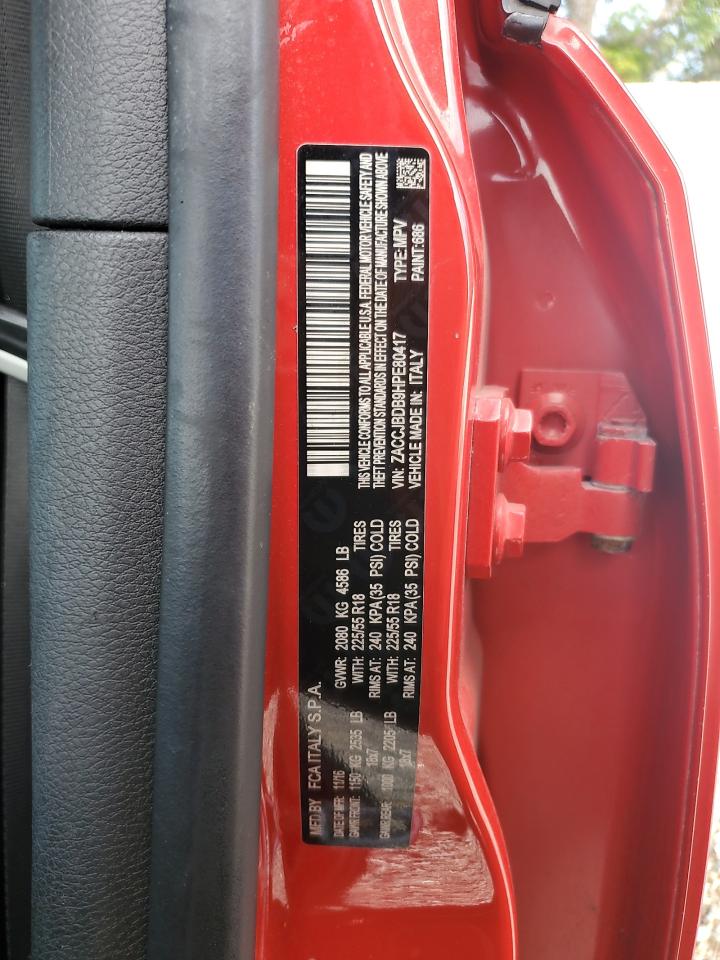 MFD BY FCA ITALY S.P.A.
DATE OF MFR: 11/16 GVWR: 2080 KG 4586 LB
GAWR FRONT: 1150 KG 2535 LB WITH: 225/55 R18 TIRES
18x7 RIMS AT: 240 KPA (35 PSI) COLD
GAWR REAR: 1000 KG 2205 LB WITH: 225/55 R18 TIRES
18x7 RIMS AT: 240 KPA (35 PSI) COLD
THIS VEHICLE CONFORMS TO ALL APPLICABLE U.S.A. FEDERAL MOTOR VEHICLE SAFETY AND
THEFT PREVENTION STANDARDS IN EFFECT ON THE DATE OF MANUFACTURE SHOWN ABOVE
VIN: ZACCJBDB9HPE80417 TYPE: MPV
VEHICLE MADE IN: ITALY PAINT: 686